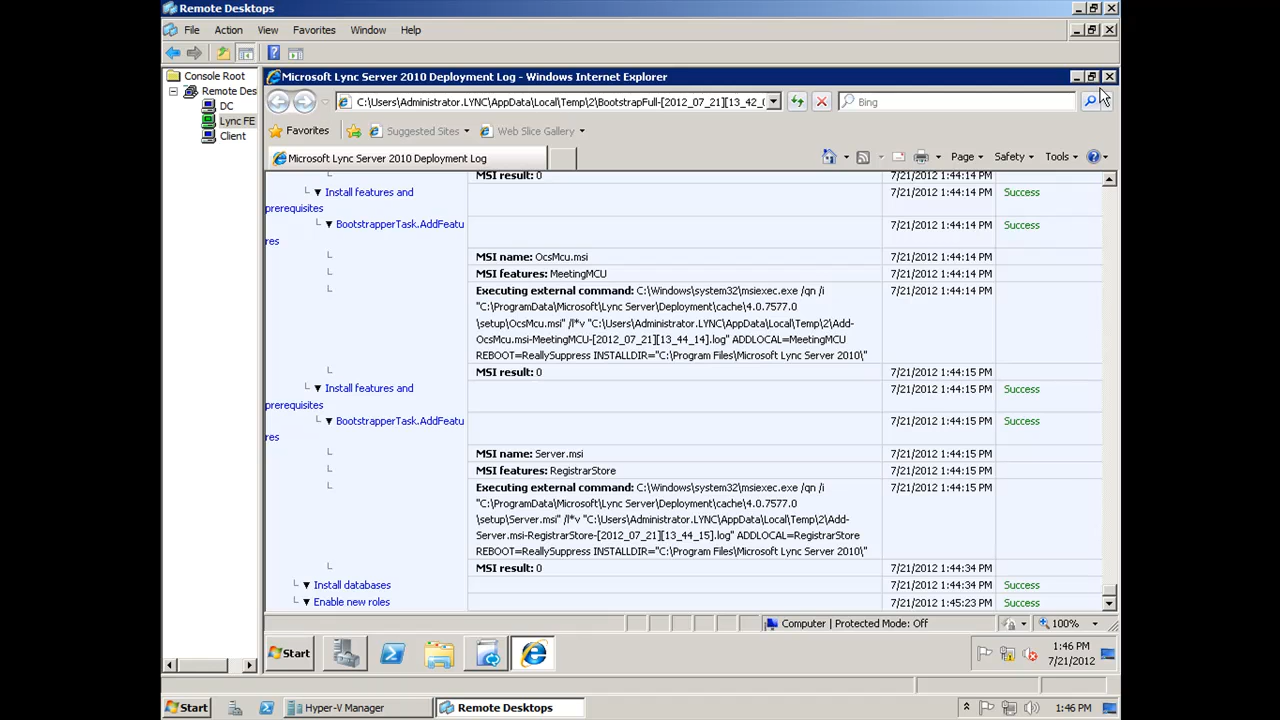 Remote Desktops
File Action View Favorites Window Help
Console Root
Remote Des
DC
Lync FE
Client
Microsoft Lync Server 2010 Deployment Log - Windows Internet Explorer
C:\Users\Administrator.LYNC\AppData\Local\Temp\2\BootstrapFull-[2012_07_21][13_42_0
Bing
Favorites Suggested Sites Web Slice Gallery
Microsoft Lync Server 2010 Deployment Log
Page Safety Tools
MSI result: 0 7/21/2012 1:44:14 PM
Install features and 7/21/2012 1:44:14 PM Success
prerequisites
BootstrapperTask.AddFeatu 7/21/2012 1:44:14 PM Success
res
MSI name: OcsMcu.msi 7/21/2012 1:44:14 PM
MSI features: MeetingMCU 7/21/2012 1:44:14 PM
Executing external command: C:\Windows\system32\msiexec.exe /qn /i 7/21/2012 1:44:14 PM
"C:\ProgramData\Microsoft\Lync Server\Deployment\cache\4.0.7577.0
\setup\OcsMcu.msi" /l*v "C:\Users\Administrator.LYNC\AppData\Local\Temp\2\Add-
OcsMcu.msi-MeetingMCU-[2012_07_21][13_44_14].log" ADDLOCAL=MeetingMCU
REBOOT=ReallySuppress INSTALLDIR="C:\Program Files\Microsoft Lync Server 2010\"
MSI result: 0 7/21/2012 1:44:15 PM
Install features and 7/21/2012 1:44:15 PM Success
prerequisites
BootstrapperTask.AddFeatu 7/21/2012 1:44:15 PM Success
res
MSI name: Server.msi 7/21/2012 1:44:15 PM
MSI features: RegistrarStore 7/21/2012 1:44:15 PM
Executing external command: C:\Windows\system32\msiexec.exe /qn /i 7/21/2012 1:44:15 PM
"C:\ProgramData\Microsoft\Lync Server\Deployment\cache\4.0.7577.0
\setup\Server.msi" /l*v "C:\Users\Administrator.LYNC\AppData\Local\Temp\2\Add-
Server.msi-RegistrarStore-[2012_07_21][13_44_15].log" ADDLOCAL=RegistrarStore
REBOOT=ReallySuppress INSTALLDIR="C:\Program Files\Microsoft Lync Server 2010\"
MSI result: 0 7/21/2012 1:44:34 PM
Install databases 7/21/2012 1:44:34 PM Success
Enable new roles 7/21/2012 1:45:23 PM Success
Computer | Protected Mode: Off 100%
Start 1:46 PM
7/21/2012
Start Hyper-V Manager Remote Desktops 1:46 PM